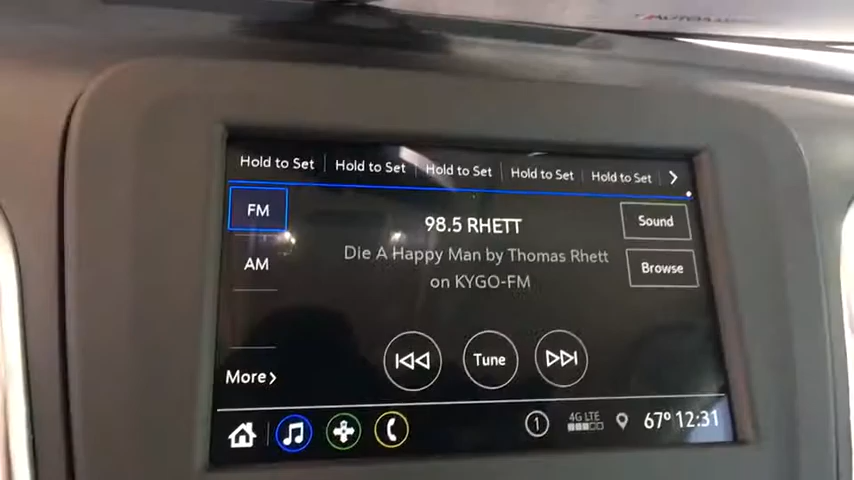 Hold to Set Hold to Set Hold to Set Hold to Set Hold to Set
FM
98.5 RHETT
Sound
Die A Happy Man by Thomas Rhett
AM
on KYGO-FM
Browse
Tune
More
1 4G LTE 67° 12:31